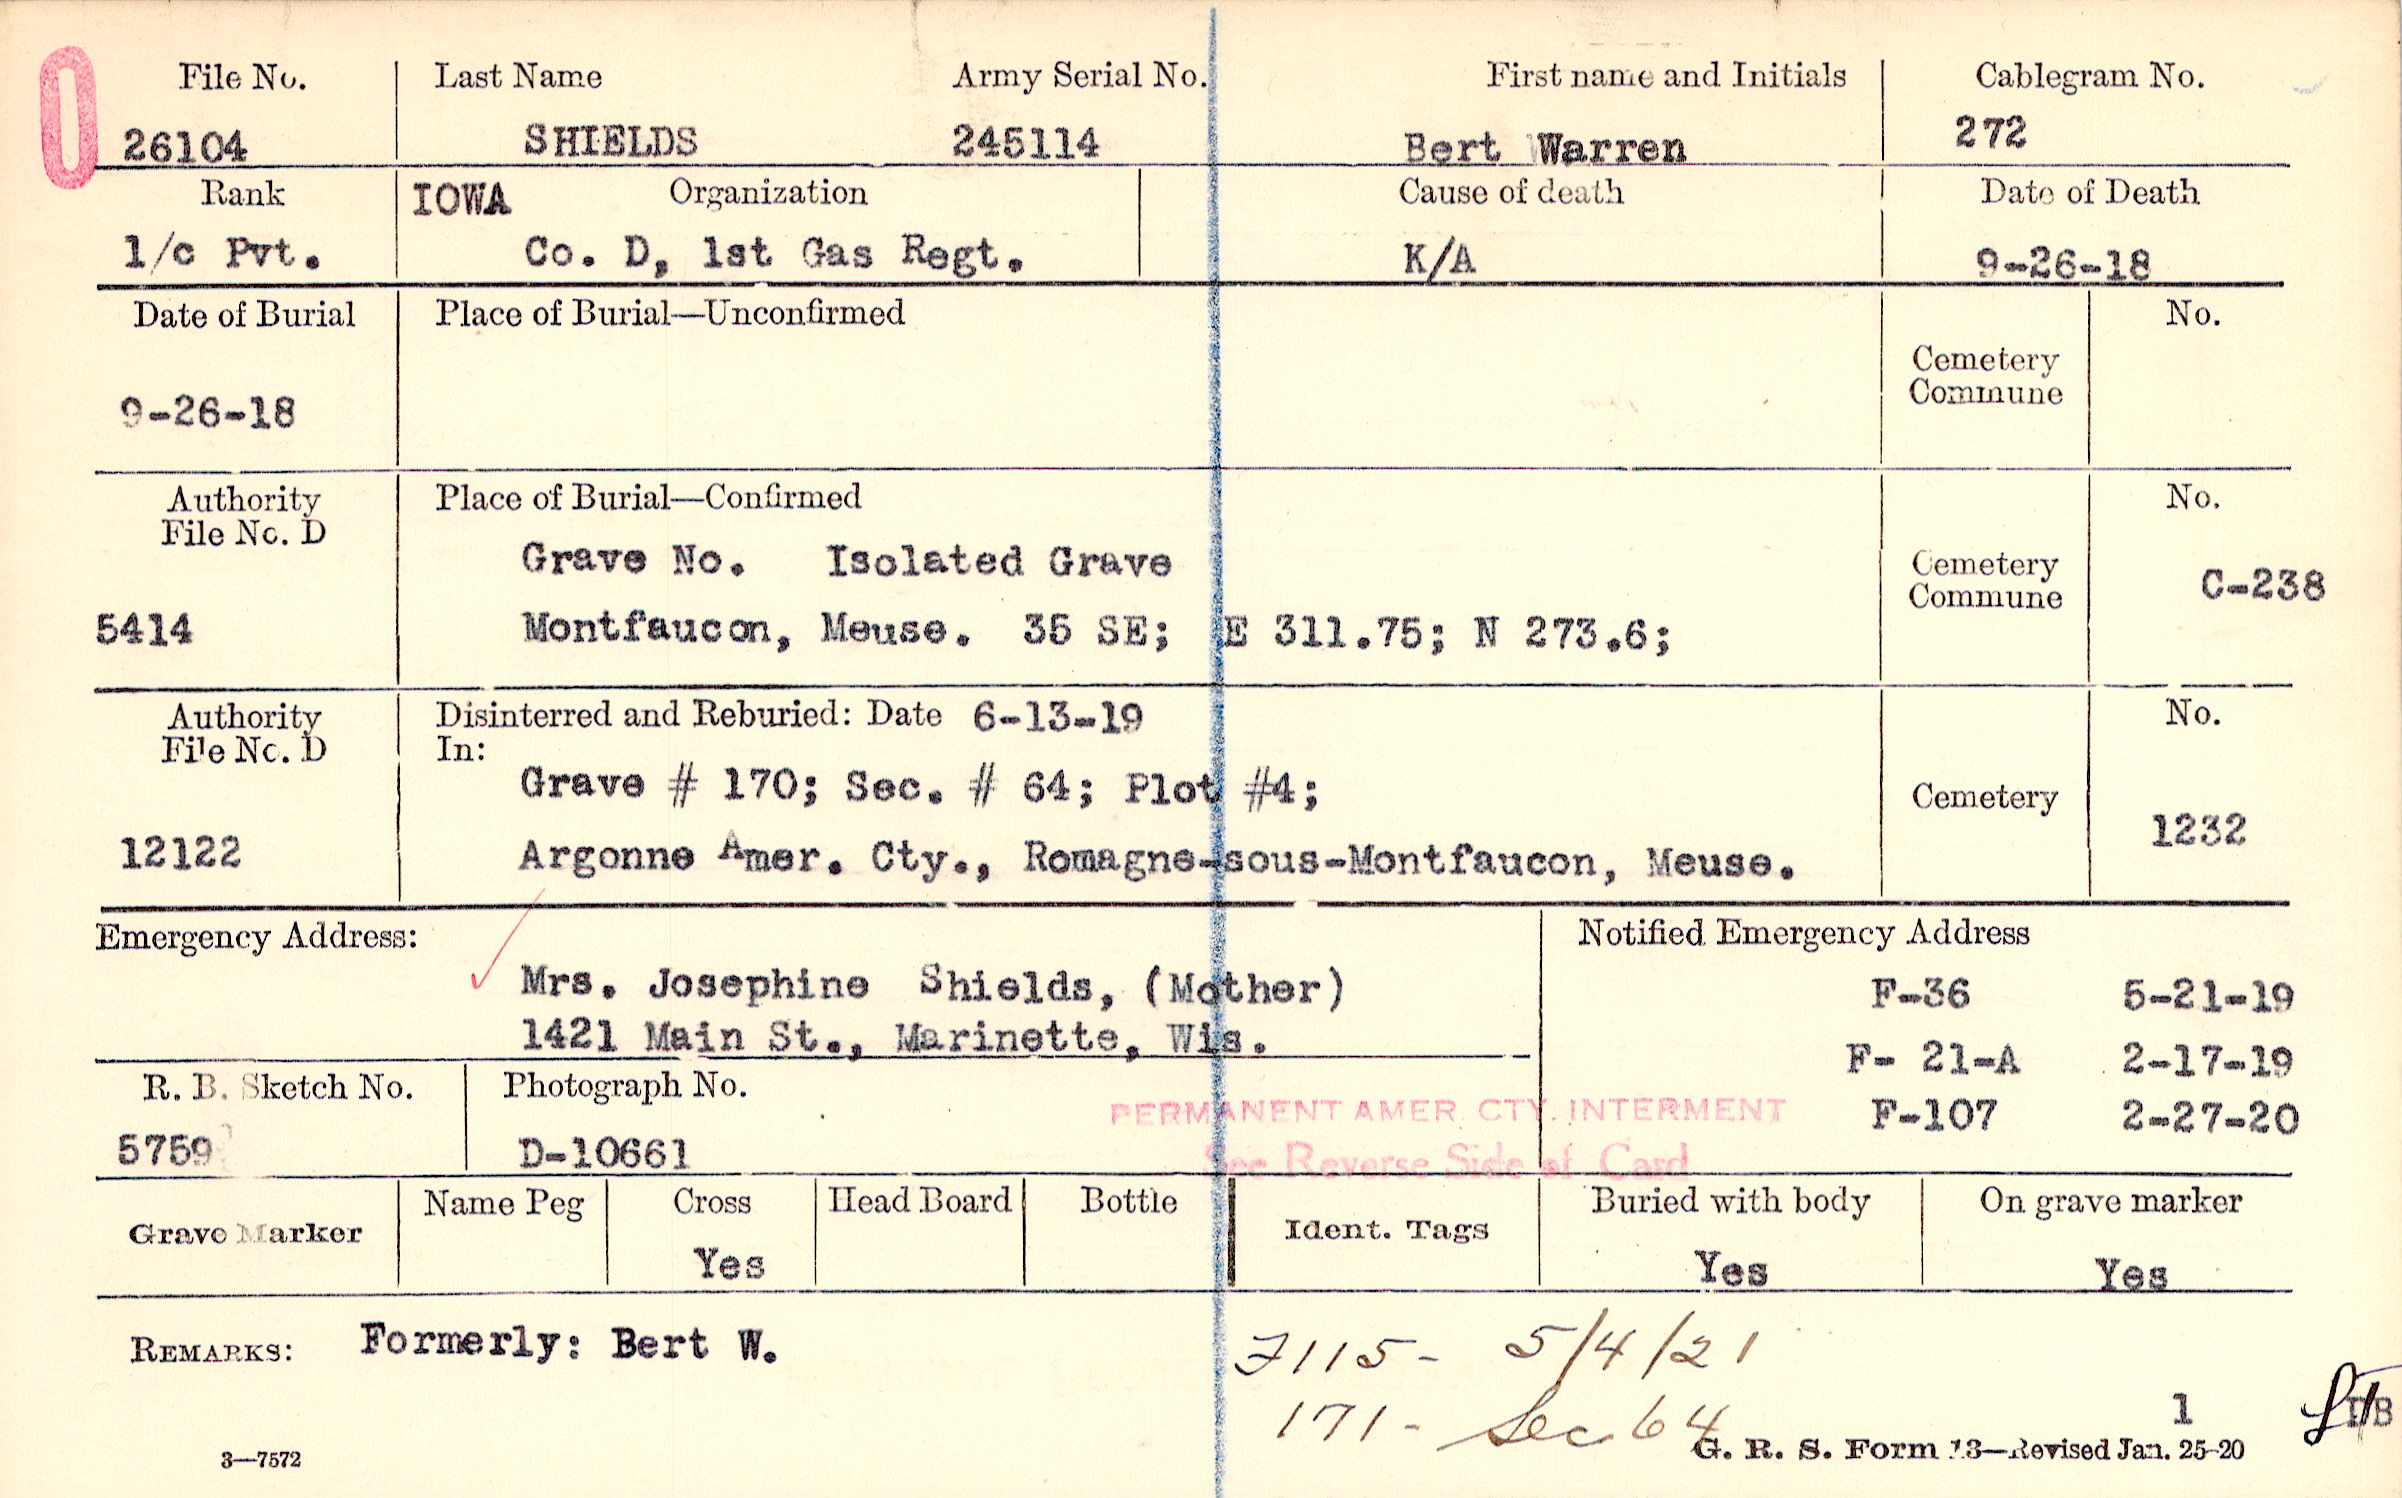 File No. Last Name Army Serial No. First name and Initials Cablegram No.
26104 SHIELDS 245114 Bert Warren 272
Rank IOWA Organization Cause of death Date of Death
1/c Pvt. Co. D, 1st Gas Regt. K/A 9-26-18
Date of Burial Place of Burial—Unconfirmed No.
Cemetery
Commune
9-26-18
Authority Place of Burial—Confirmed No.
File No. D
Grave No. Isolated Grave Cemetery
Commune C-238
5414 Montfaucon, Meuse. 35 SE; E 311.75; N 273.6;
Authority Disinterred and Reburied: Date 6-13-19 No.
File No. D In:
Grave # 170; Sec. # 64; Plot #4; Cemetery
1232
12122 Argonne Amer. Cty., Romagne-sous-Montfaucon, Meuse.
Emergency Address: Notified Emergency Address
Mrs. Josephine Shields, (Mother) F-36 5-21-19
1421 Main St., Marinette, Wis. F- 21-A 2-17-19
R. B. Sketch No. Photograph No. PERMANENT AMER. CTY. INTERMENT F-107 2-27-20
5759 D-10661 See Reverse Side of Card
Grave Marker Name Peg Cross Head Board Bottle Ident. Tags Buried with body On grave marker
Yes Yes Yes
REMARKS: Formerly: Bert W. F115- 5/4/21
171- Sec 64 1
3—7572 G. R. S. Form 13—Revised Jan. 25-20